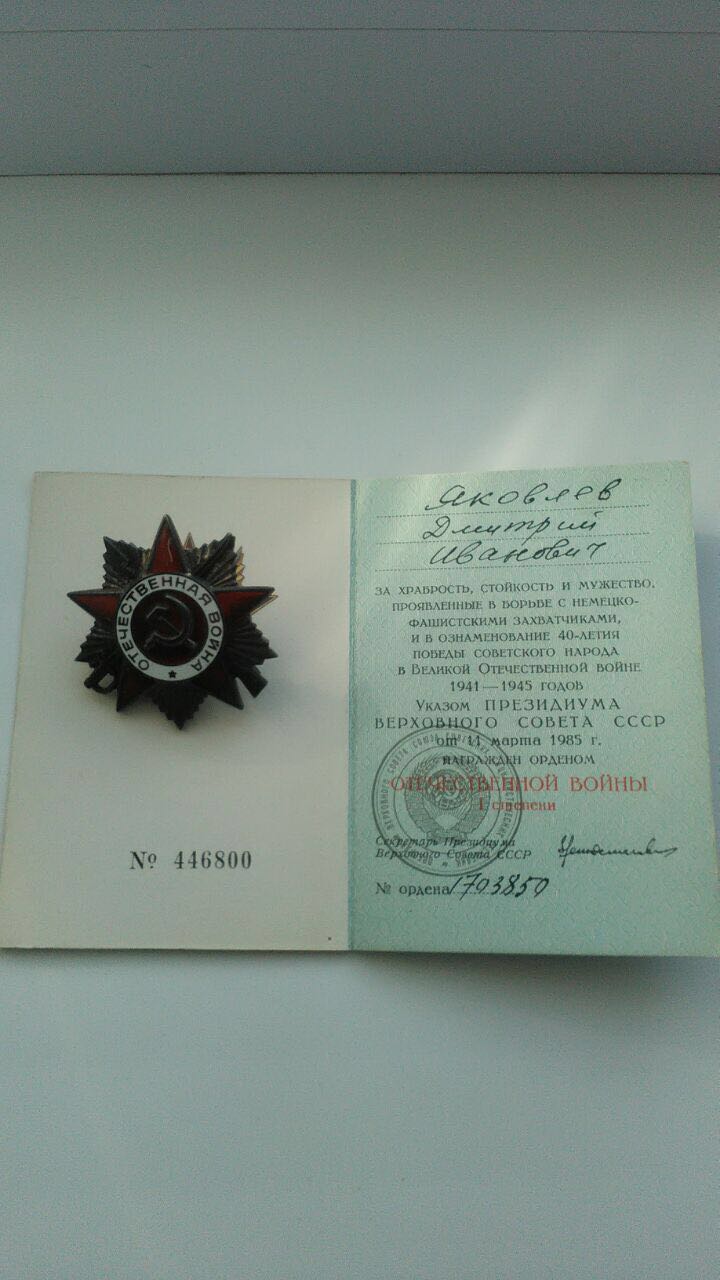 ОТЕЧЕСТВЕННАЯ ВОЙНА
№ 446800
Яковлев
Дмитрий
Иванович
ЗА ХРАБРОСТЬ, СТОЙКОСТЬ И МУЖЕСТВО,
ПРОЯВЛЕННЫЕ В БОРЬБЕ С НЕМЕЦКО-
ФАШИСТСКИМИ ЗАХВАТЧИКАМИ,
И В ОЗНАМЕНОВАНИЕ 40-ЛЕТИЯ
ПОБЕДЫ СОВЕТСКОГО НАРОДА
В ВЕЛИКОЙ ОТЕЧЕСТВЕННОЙ ВОЙНЕ
1941—1945 ГОДОВ
УКАЗОМ ПРЕЗИДИУМА
ВЕРХОВНОГО СОВЕТА СССР
от 11 марта 1985 г.
НАГРАЖДЕН ОРДЕНОМ
ОТЕЧЕСТВЕННОЙ ВОЙНЫ
I степени
Секретарь Президиума
Верховного Совета СССР
№ ордена 1703850